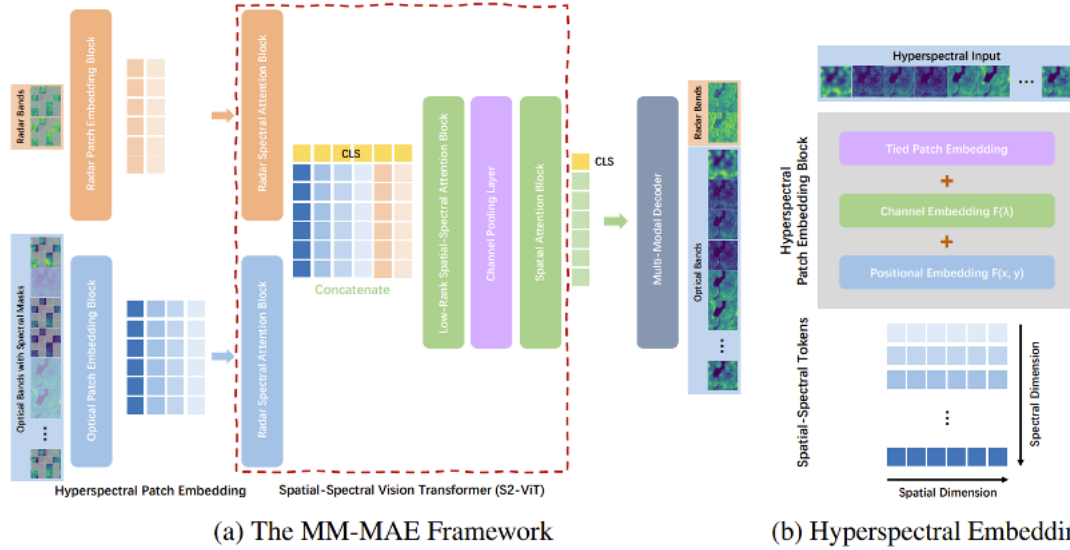 Radar Bands
Radar Patch Embedding Block
Radar Spectral Attention Block
Optical Bands with Spectral Masks
...
Optical Patch Embedding Block
Radar Spectral Attention Block
CLS
Concatenate
Low-Rank Spatial-Spectral Attention Block
Channel Pooling Layer
Spatial Attention Block
CLS
Multi-Modal Decoder
Radar Bands
Optical Bands
...
Hyperspectral Patch Embedding
Spatial-Spectral Vision Transformer (S2-ViT)
(a) The MM-MAE Framework
Hyperspectral Input
...
Hyperspectral
Patch Embedding Block
Tied Patch Embedding
+
Channel Embedding F(λ)
+
Positional Embedding F(x, y)
Spatial-Spectral Tokens
...
Spectral Dimension
Spatial Dimension
(b) Hyperspectral Embeddin